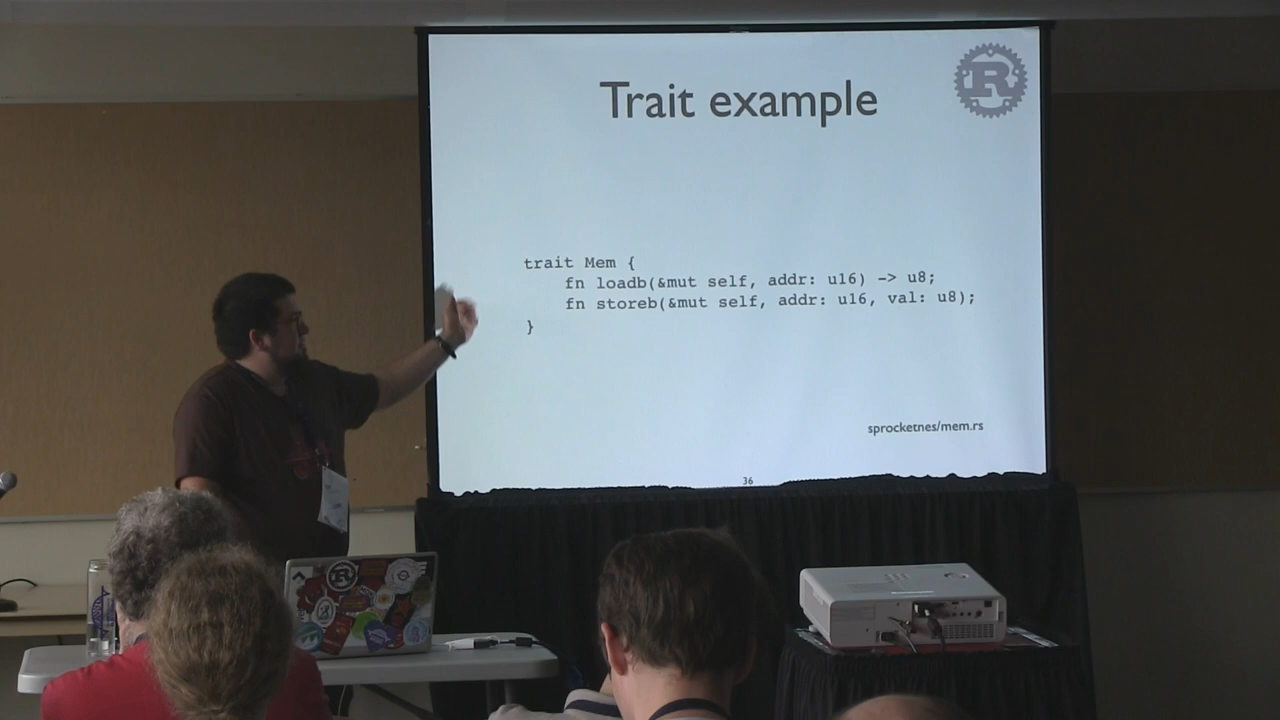 Trait example
R
trait Mem {
fn loadb(&mut self, addr: u16) -> u8;
fn storeb(&mut self, addr: u16, val: u8);
}
sprocketnes/mem.rs
36
R